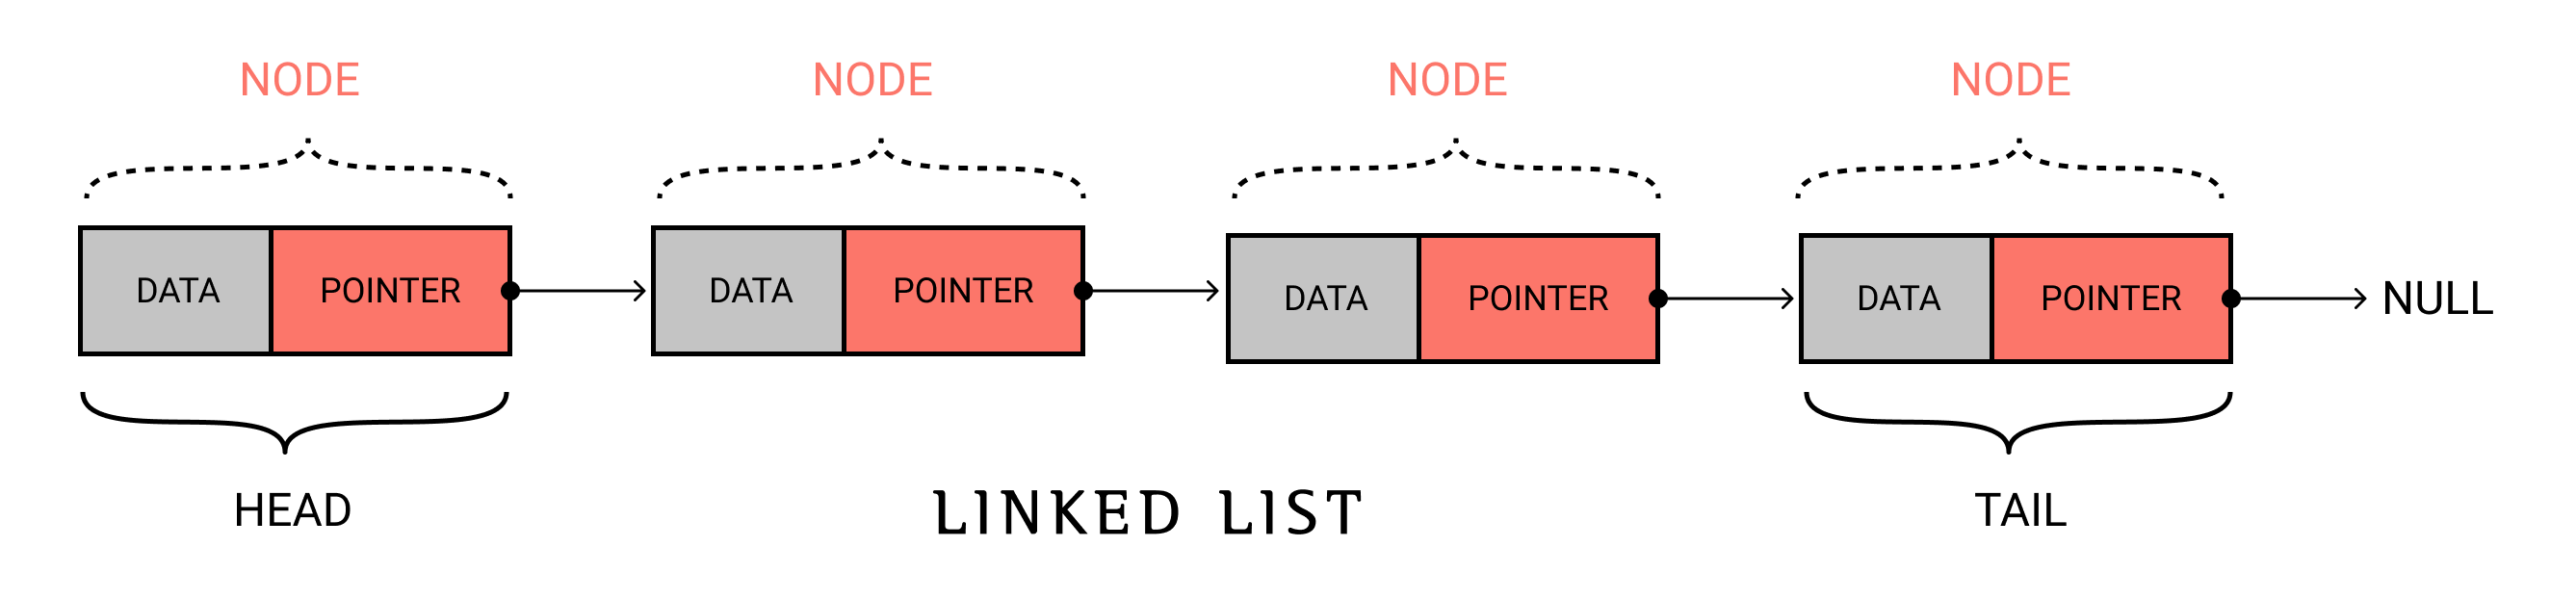 NODE NODE NODE NODE
DATA POINTER DATA POINTER DATA POINTER DATA POINTER NULL
HEAD LINKED LIST TAIL